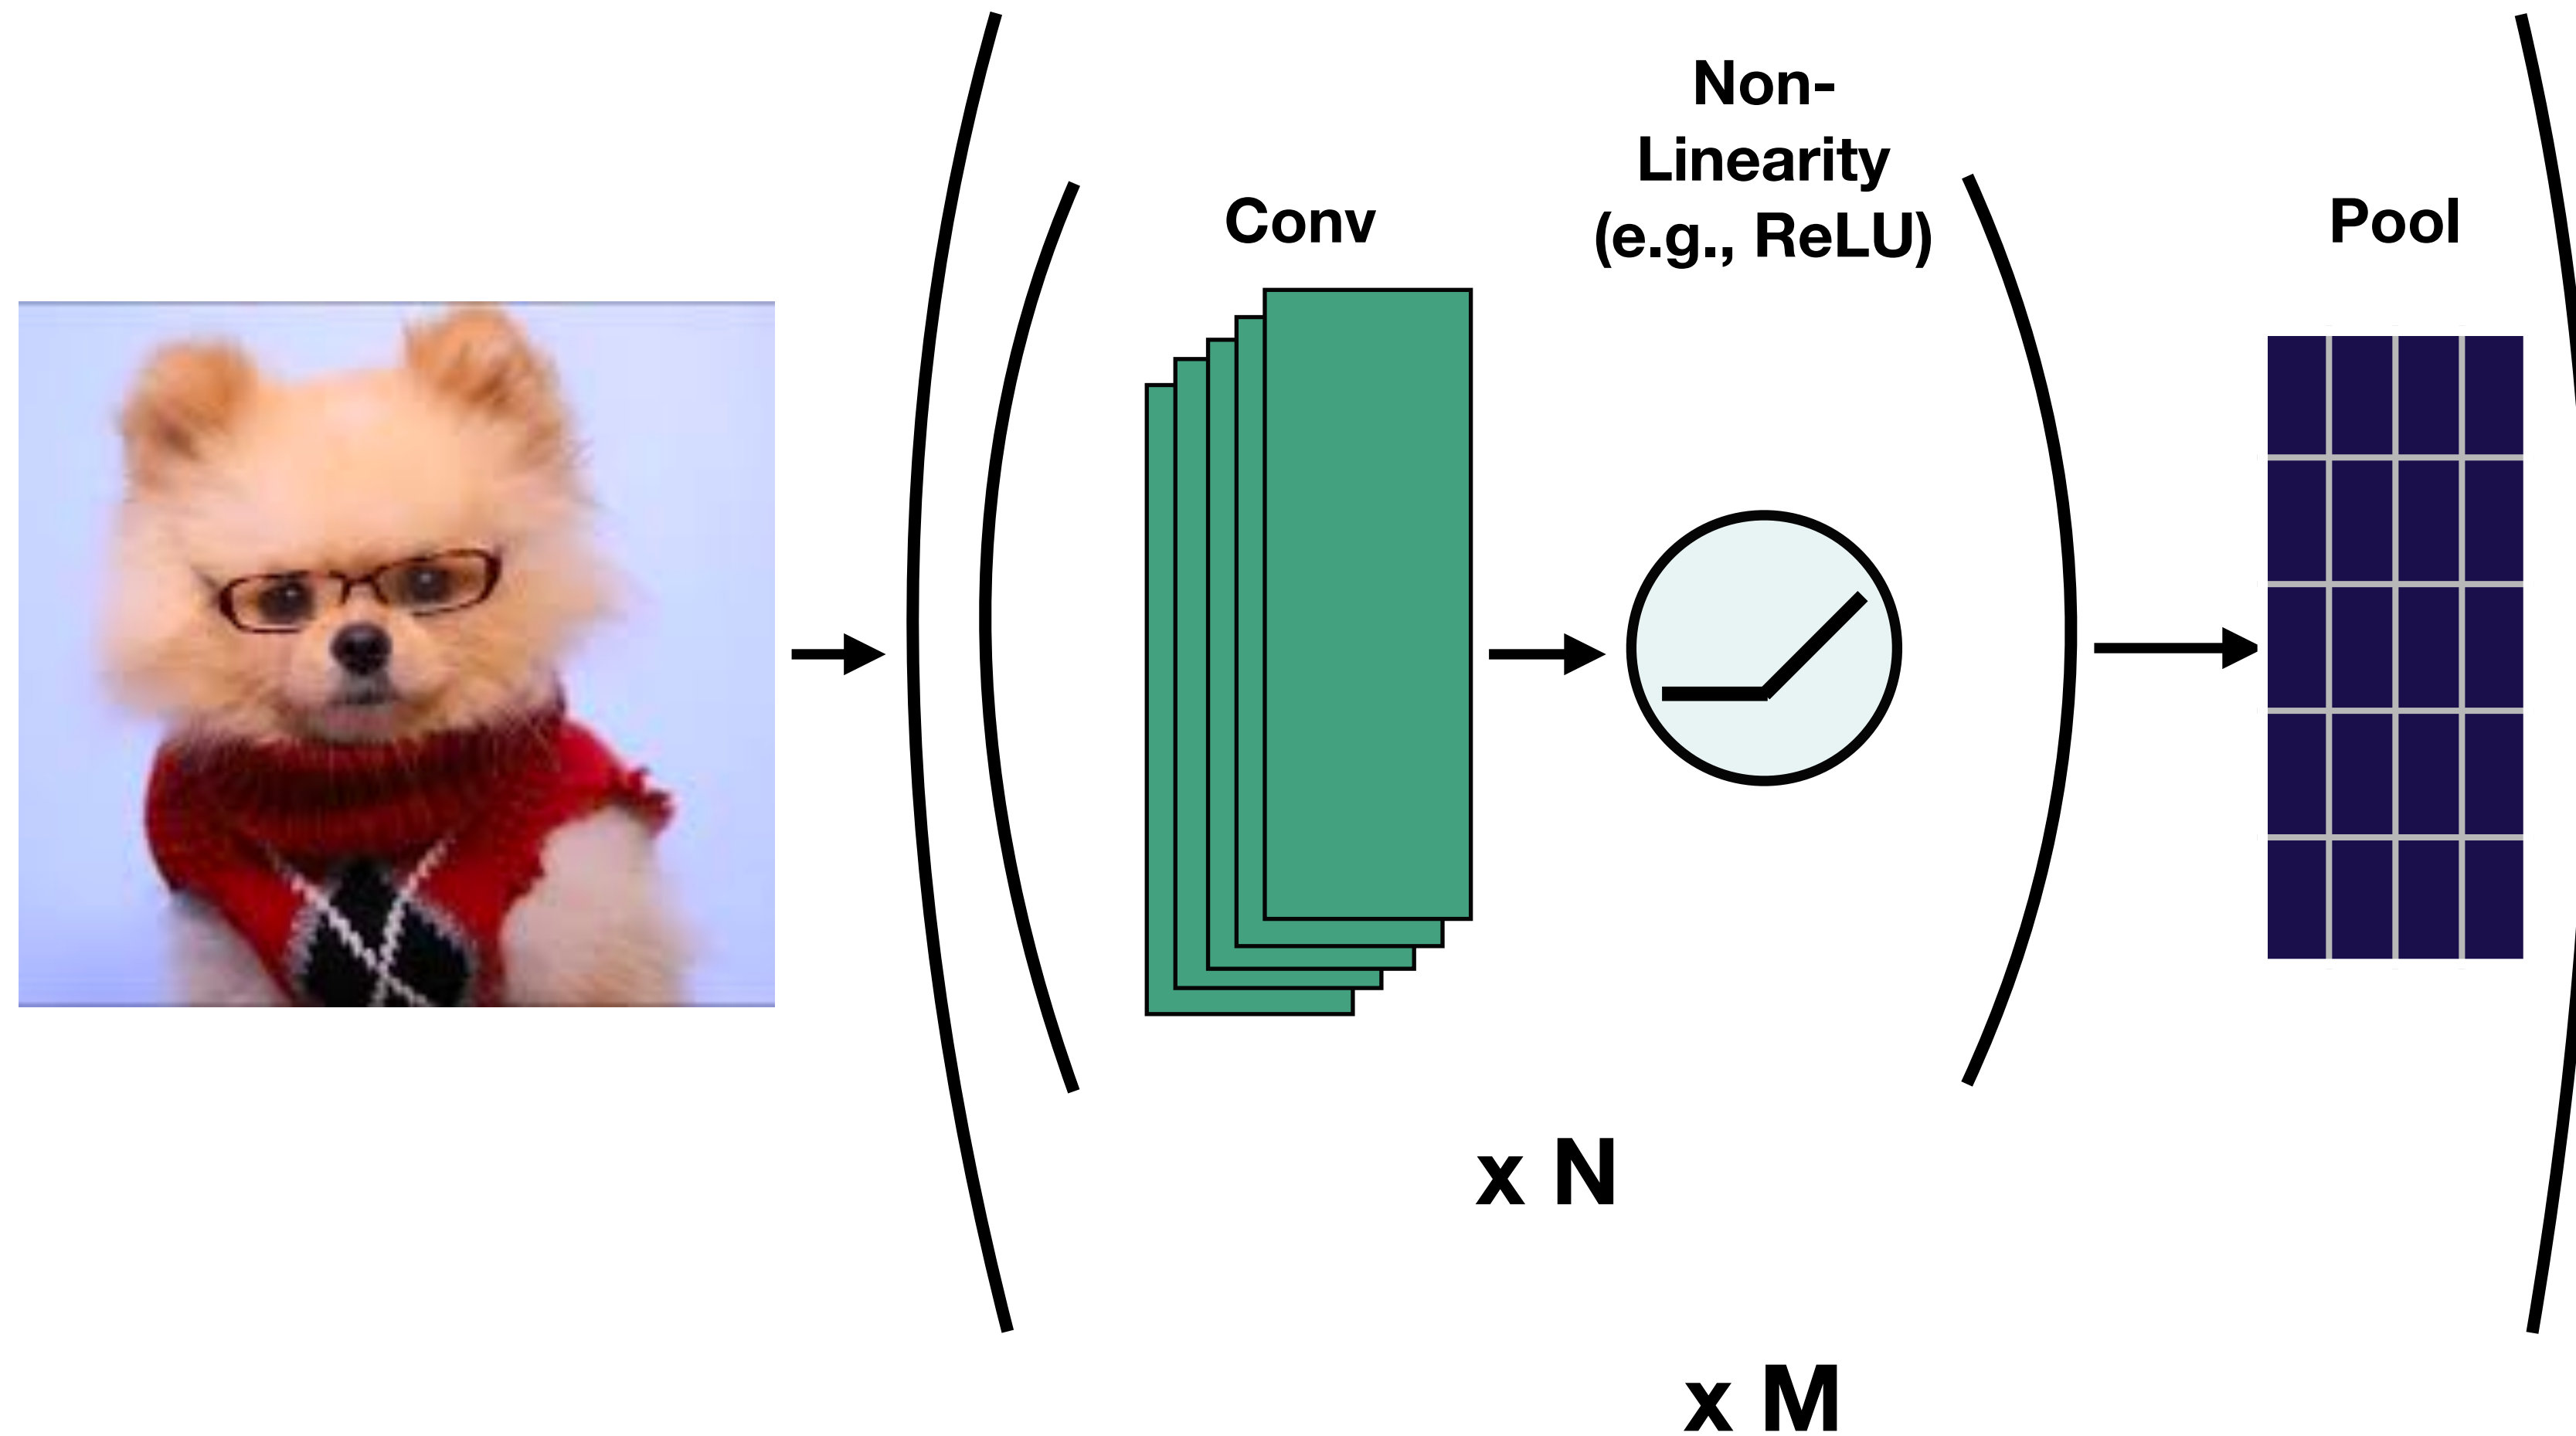 Conv
Non-
Linearity
(e.g., ReLU)
Pool
x N
x M